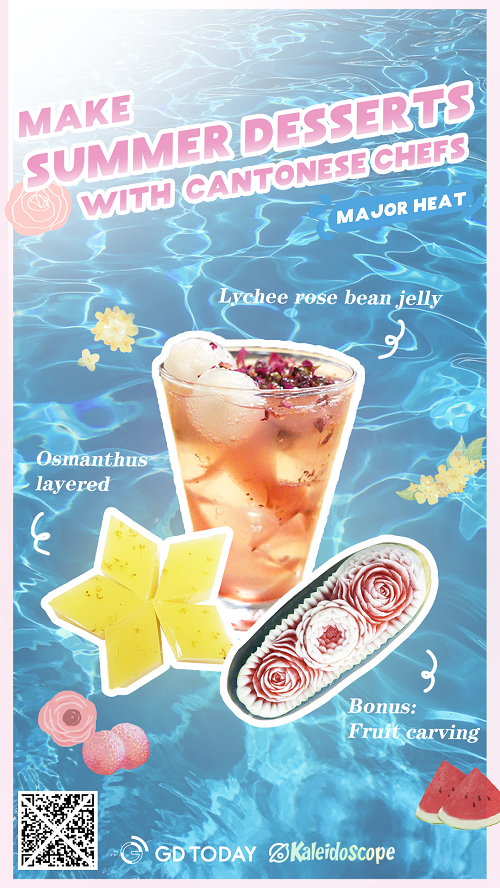 MAKE
SUMMER DESSERTS
WITH CANTONESE CHEFS
MAJOR HEAT
Lychee rose bean jelly
Osmanthus
layered
Bonus:
Fruit carving
GD TODAY Kaleidoscope